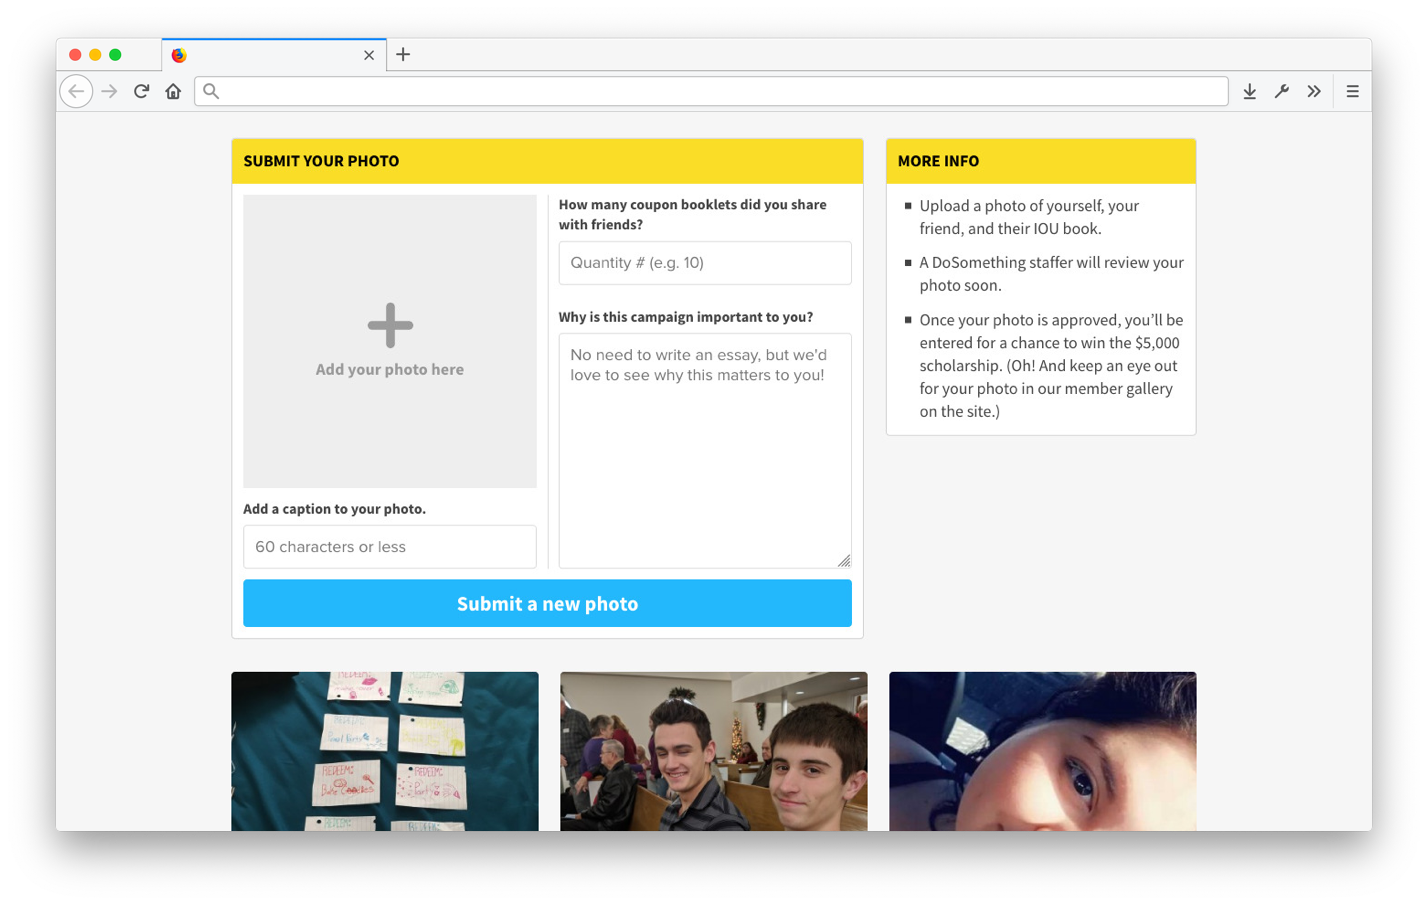 SUBMIT YOUR PHOTO
Add your photo here
Add a caption to your photo.
60 characters or less
How many coupon booklets did you share
with friends?
Quantity # (e.g. 10)
Why is this campaign important to you?
No need to write an essay, but we'd
love to see why this matters to you!
Submit a new photo
MORE INFO
Upload a photo of yourself, your
friend, and their IOU book.
A DoSomething staffer will review your
photo soon.
Once your photo is approved, you’ll be
entered for a chance to win the $5,000
scholarship. (Oh! And keep an eye out
for your photo in our member gallery
on the site.)
REDEEM:
REDEEM: